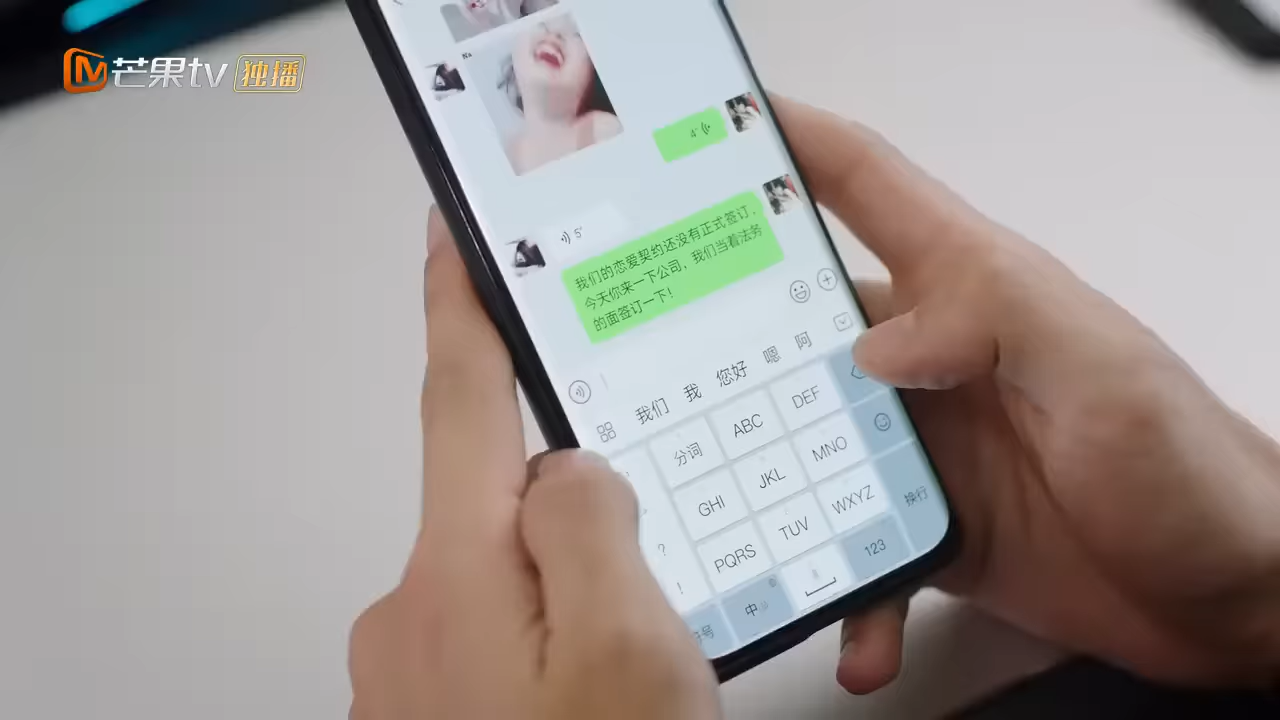 芒果tv 独播
Na
4"
5"
我们的恋爱契约还没有正式签订，
今天你来一下公司，我们当着法务
的面签订一下！
我们 我 您好 嗯 阿
分词 ABC DEF
GHI JKL MNO
? PQRS TUV WXYZ 换行
!
号 中 123